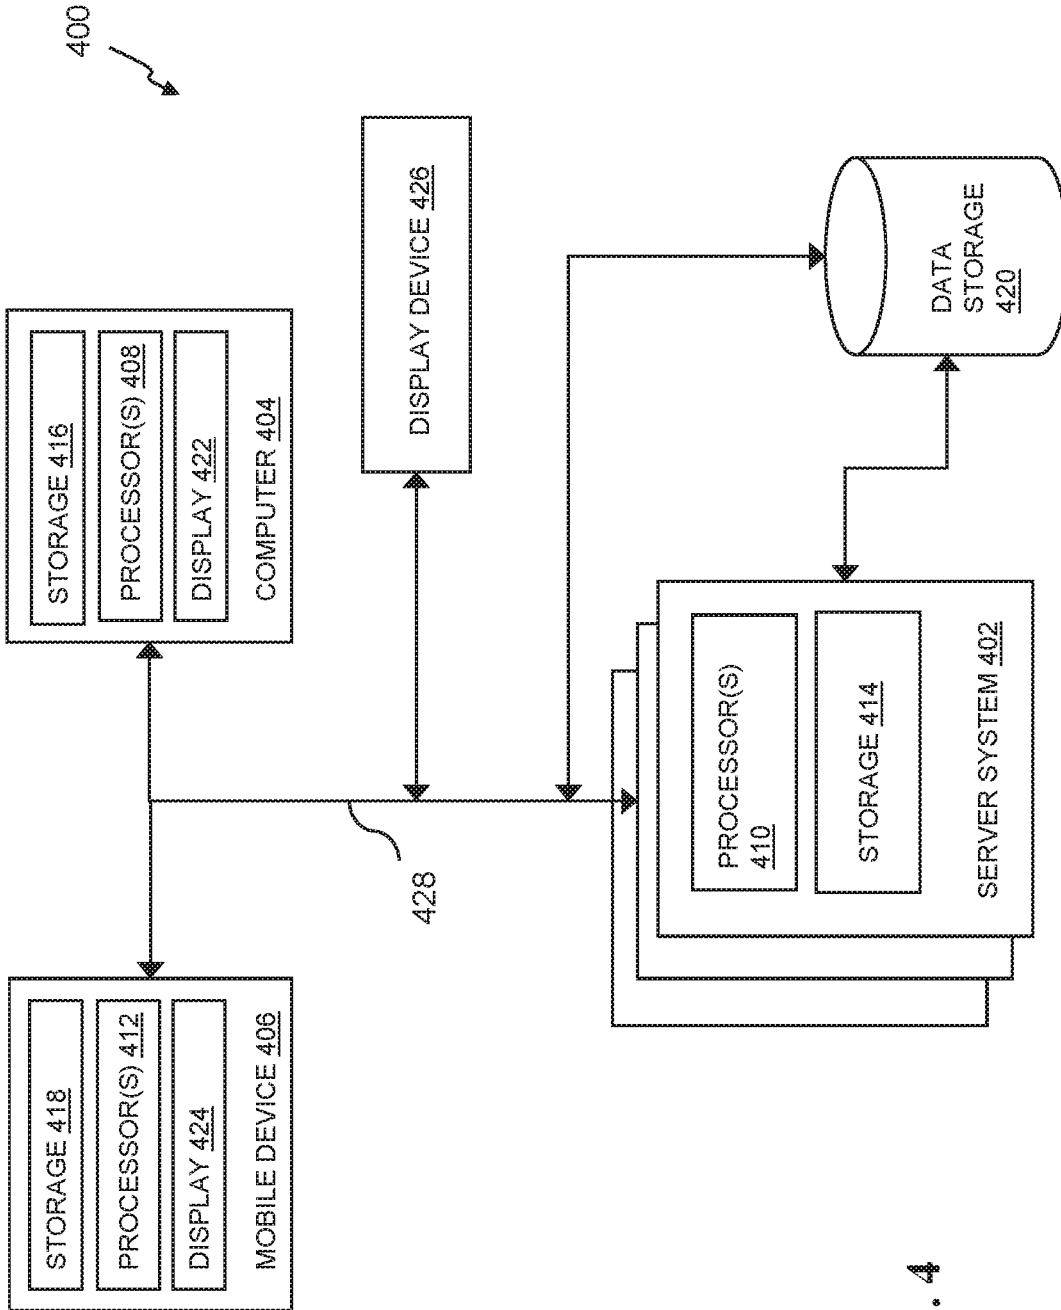 400
STORAGE 418
PROCESSOR(S) 412
DISPLAY 424
MOBILE DEVICE 406
STORAGE 416
PROCESSOR(S) 408
DISPLAY 422
COMPUTER 404
428
DISPLAY DEVICE 426
PROCESSOR(S)
410
STORAGE 414
SERVER SYSTEM 402
DATA
STORAGE
420
. 4